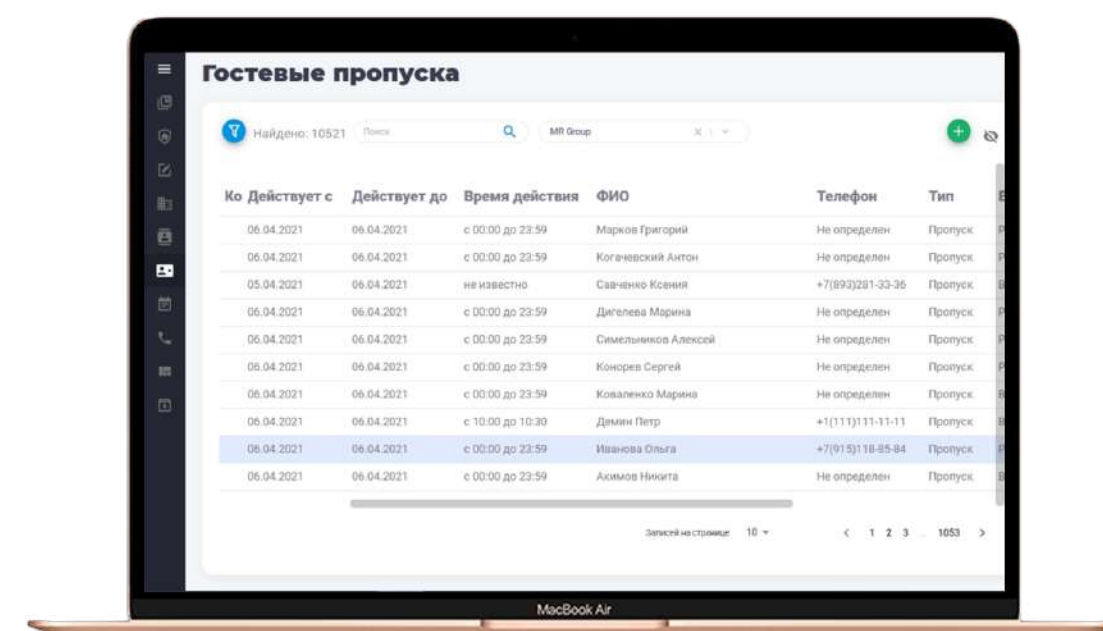 Гостевые пропуска
Найдено: 10521 Поиск MR Group
Ко Действует с Действует до Время действия ФИО Телефон Тип
06.04.2021 06.04.2021 с 00:00 до 23:59 Марков Григорий Не определен Пропуск
06.04.2021 06.04.2021 с 00:00 до 23:59 Когачевский Антон Не определен Пропуск
05.04.2021 06.04.2021 не известно Савченко Ксения +7(893)281-33-36 Пропуск
06.04.2021 06.04.2021 с 00:00 до 23:59 Дигелева Марина Не определен Пропуск
06.04.2021 06.04.2021 с 00:00 до 23:59 Симельников Алексей Не определен Пропуск
06.04.2021 06.04.2021 с 00:00 до 23:59 Конорев Сергей Не определен Пропуск
06.04.2021 06.04.2021 с 00:00 до 23:59 Коваленко Марина Не определен Пропуск
06.04.2021 06.04.2021 с 10:00 до 10:30 Демин Петр +1(111)111-11-11 Пропуск
06.04.2021 06.04.2021 с 00:00 до 23:59 Иванова Ольга +7(915)118-85-84 Пропуск
06.04.2021 06.04.2021 с 00:00 до 23:59 Акимов Никита Не определен Пропуск
Записей на странице 10 1 2 3 1053
MacBook Air